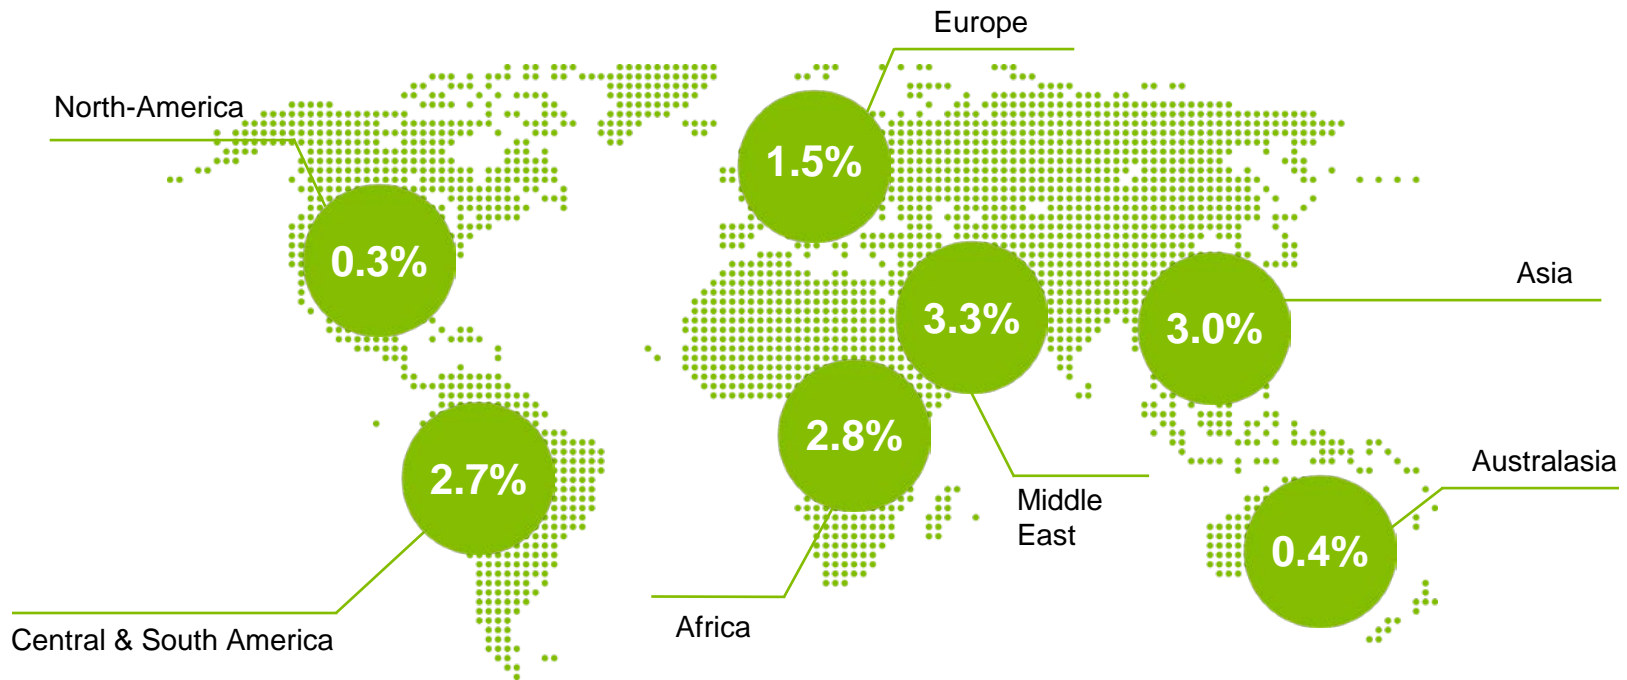 Europe
North-America
1.5%
0.3%
Asia
3.3%
3.0%
2.8%
2.7%
Australasia
Middle
East
0.4%
Africa
Central & South America